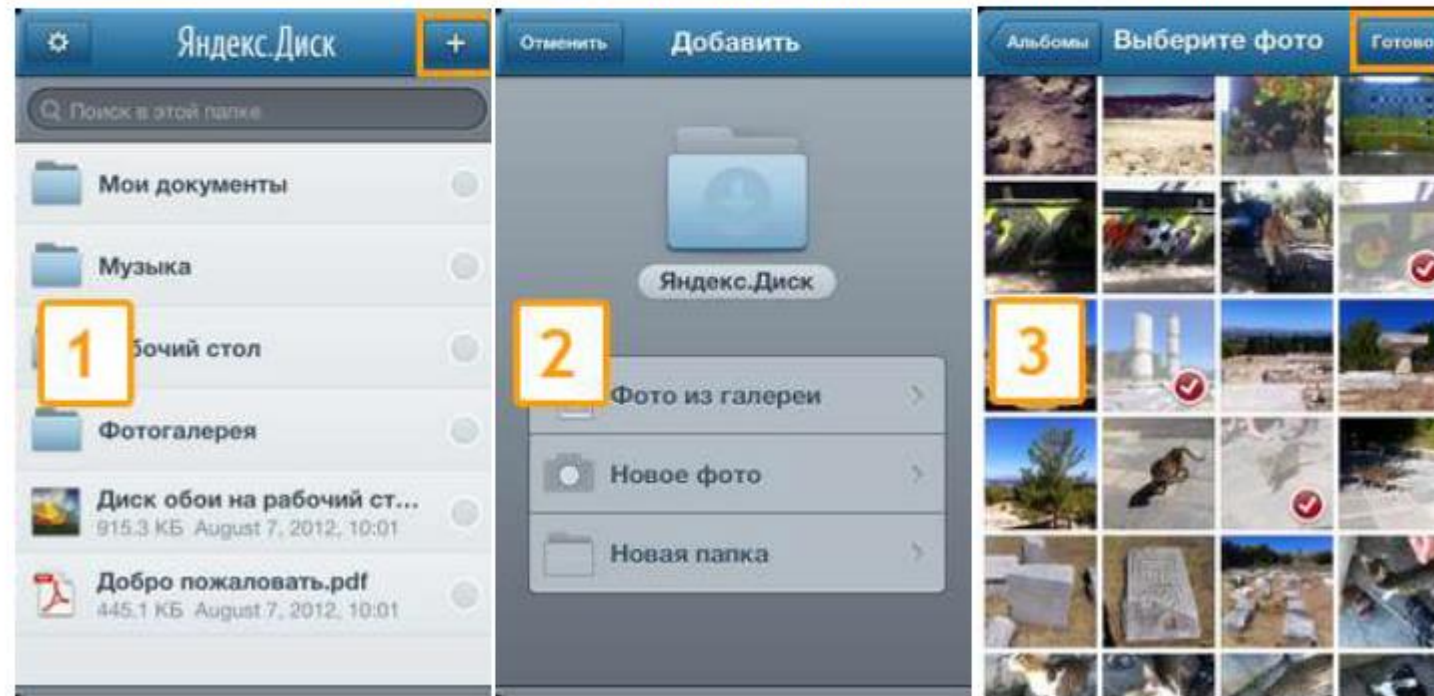 Яндекс.Диск
+
Поиск в этой папке
Мои документы
Музыка
1
бочий стол
Фотогалерея
Диск обои на рабочий ст...
915.3 КБ August 7, 2012, 10:01
Добро пожаловать.pdf
445.1 КБ August 7, 2012, 10:01
Отменить
Добавить
Яндекс.Диск
2
Фото из галереи
Новое фото
Новая папка
Альбомы
Выберите фото
Готово
3